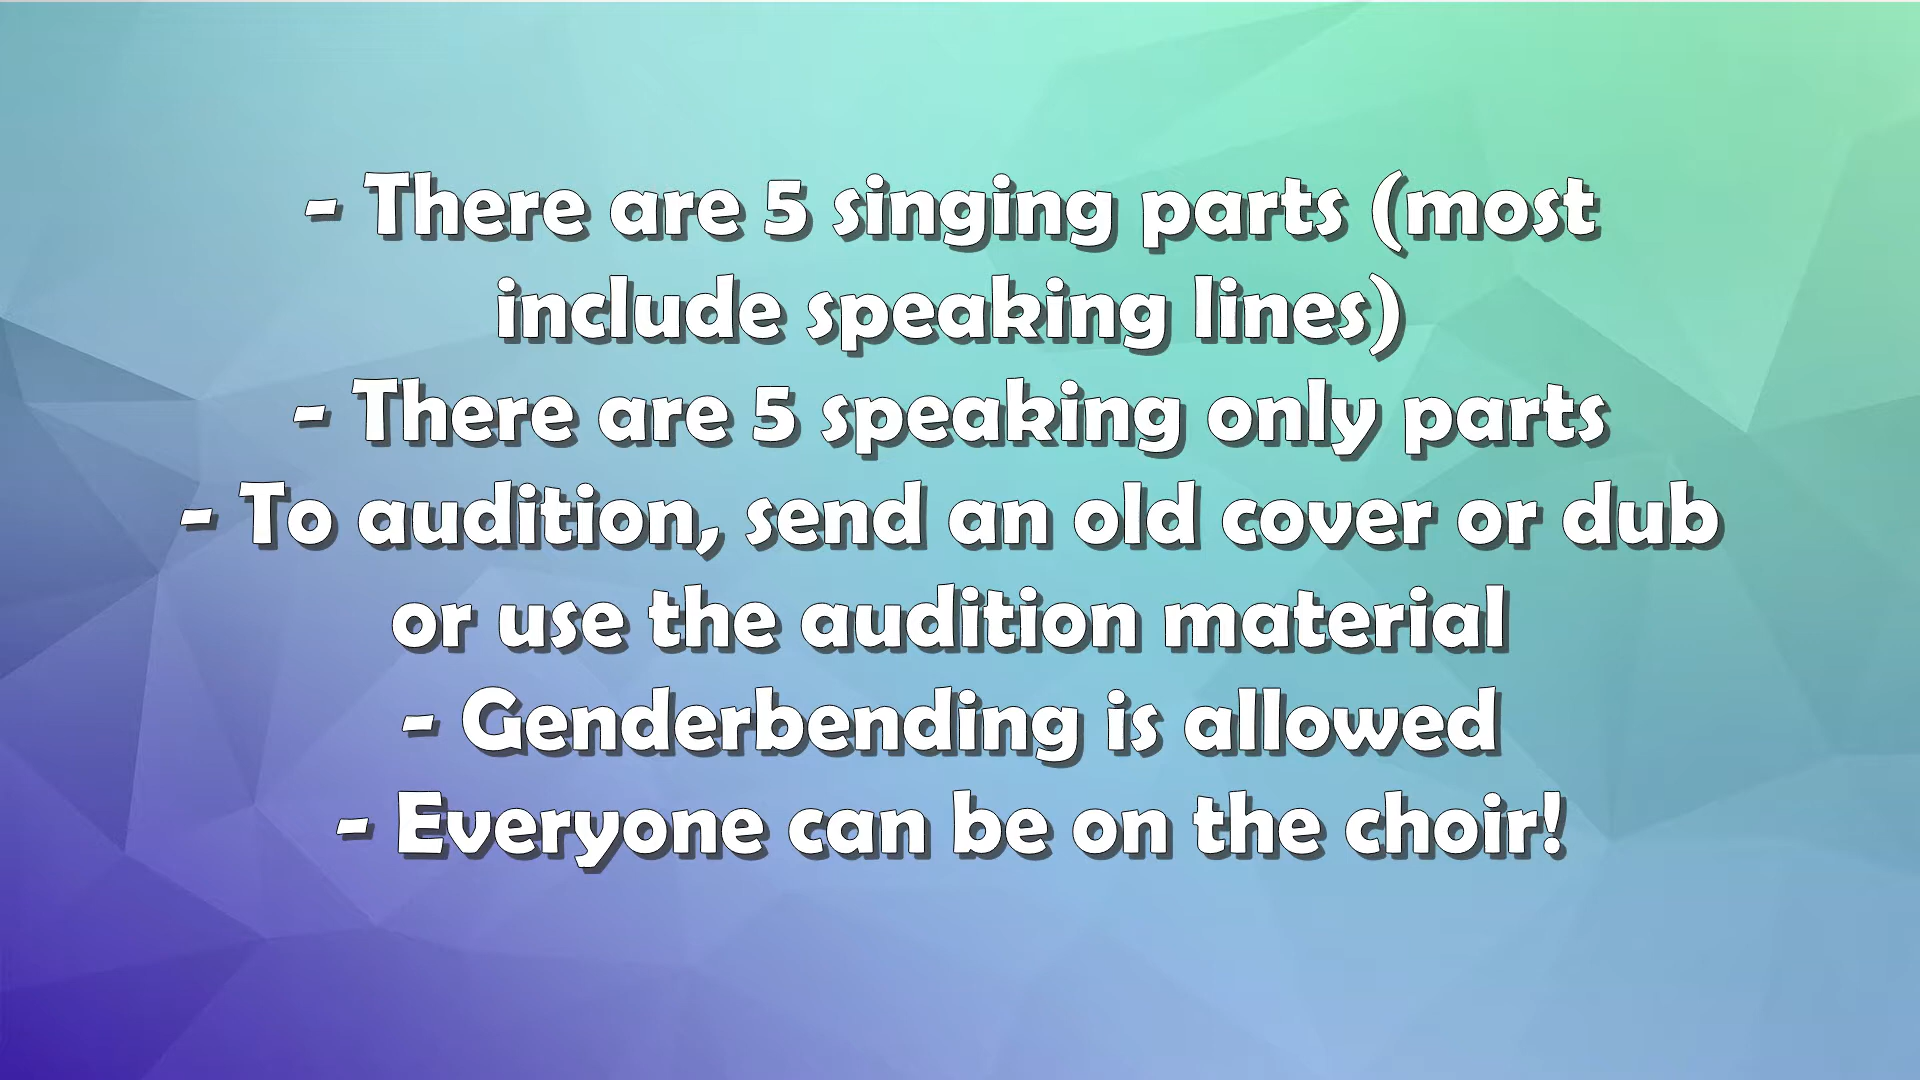 - There are 5 singing parts (most
include speaking lines)
- There are 5 speaking only parts
- To audition, send an old cover or dub
or use the audition material
- Genderbending is allowed
- Everyone can be on the choir!